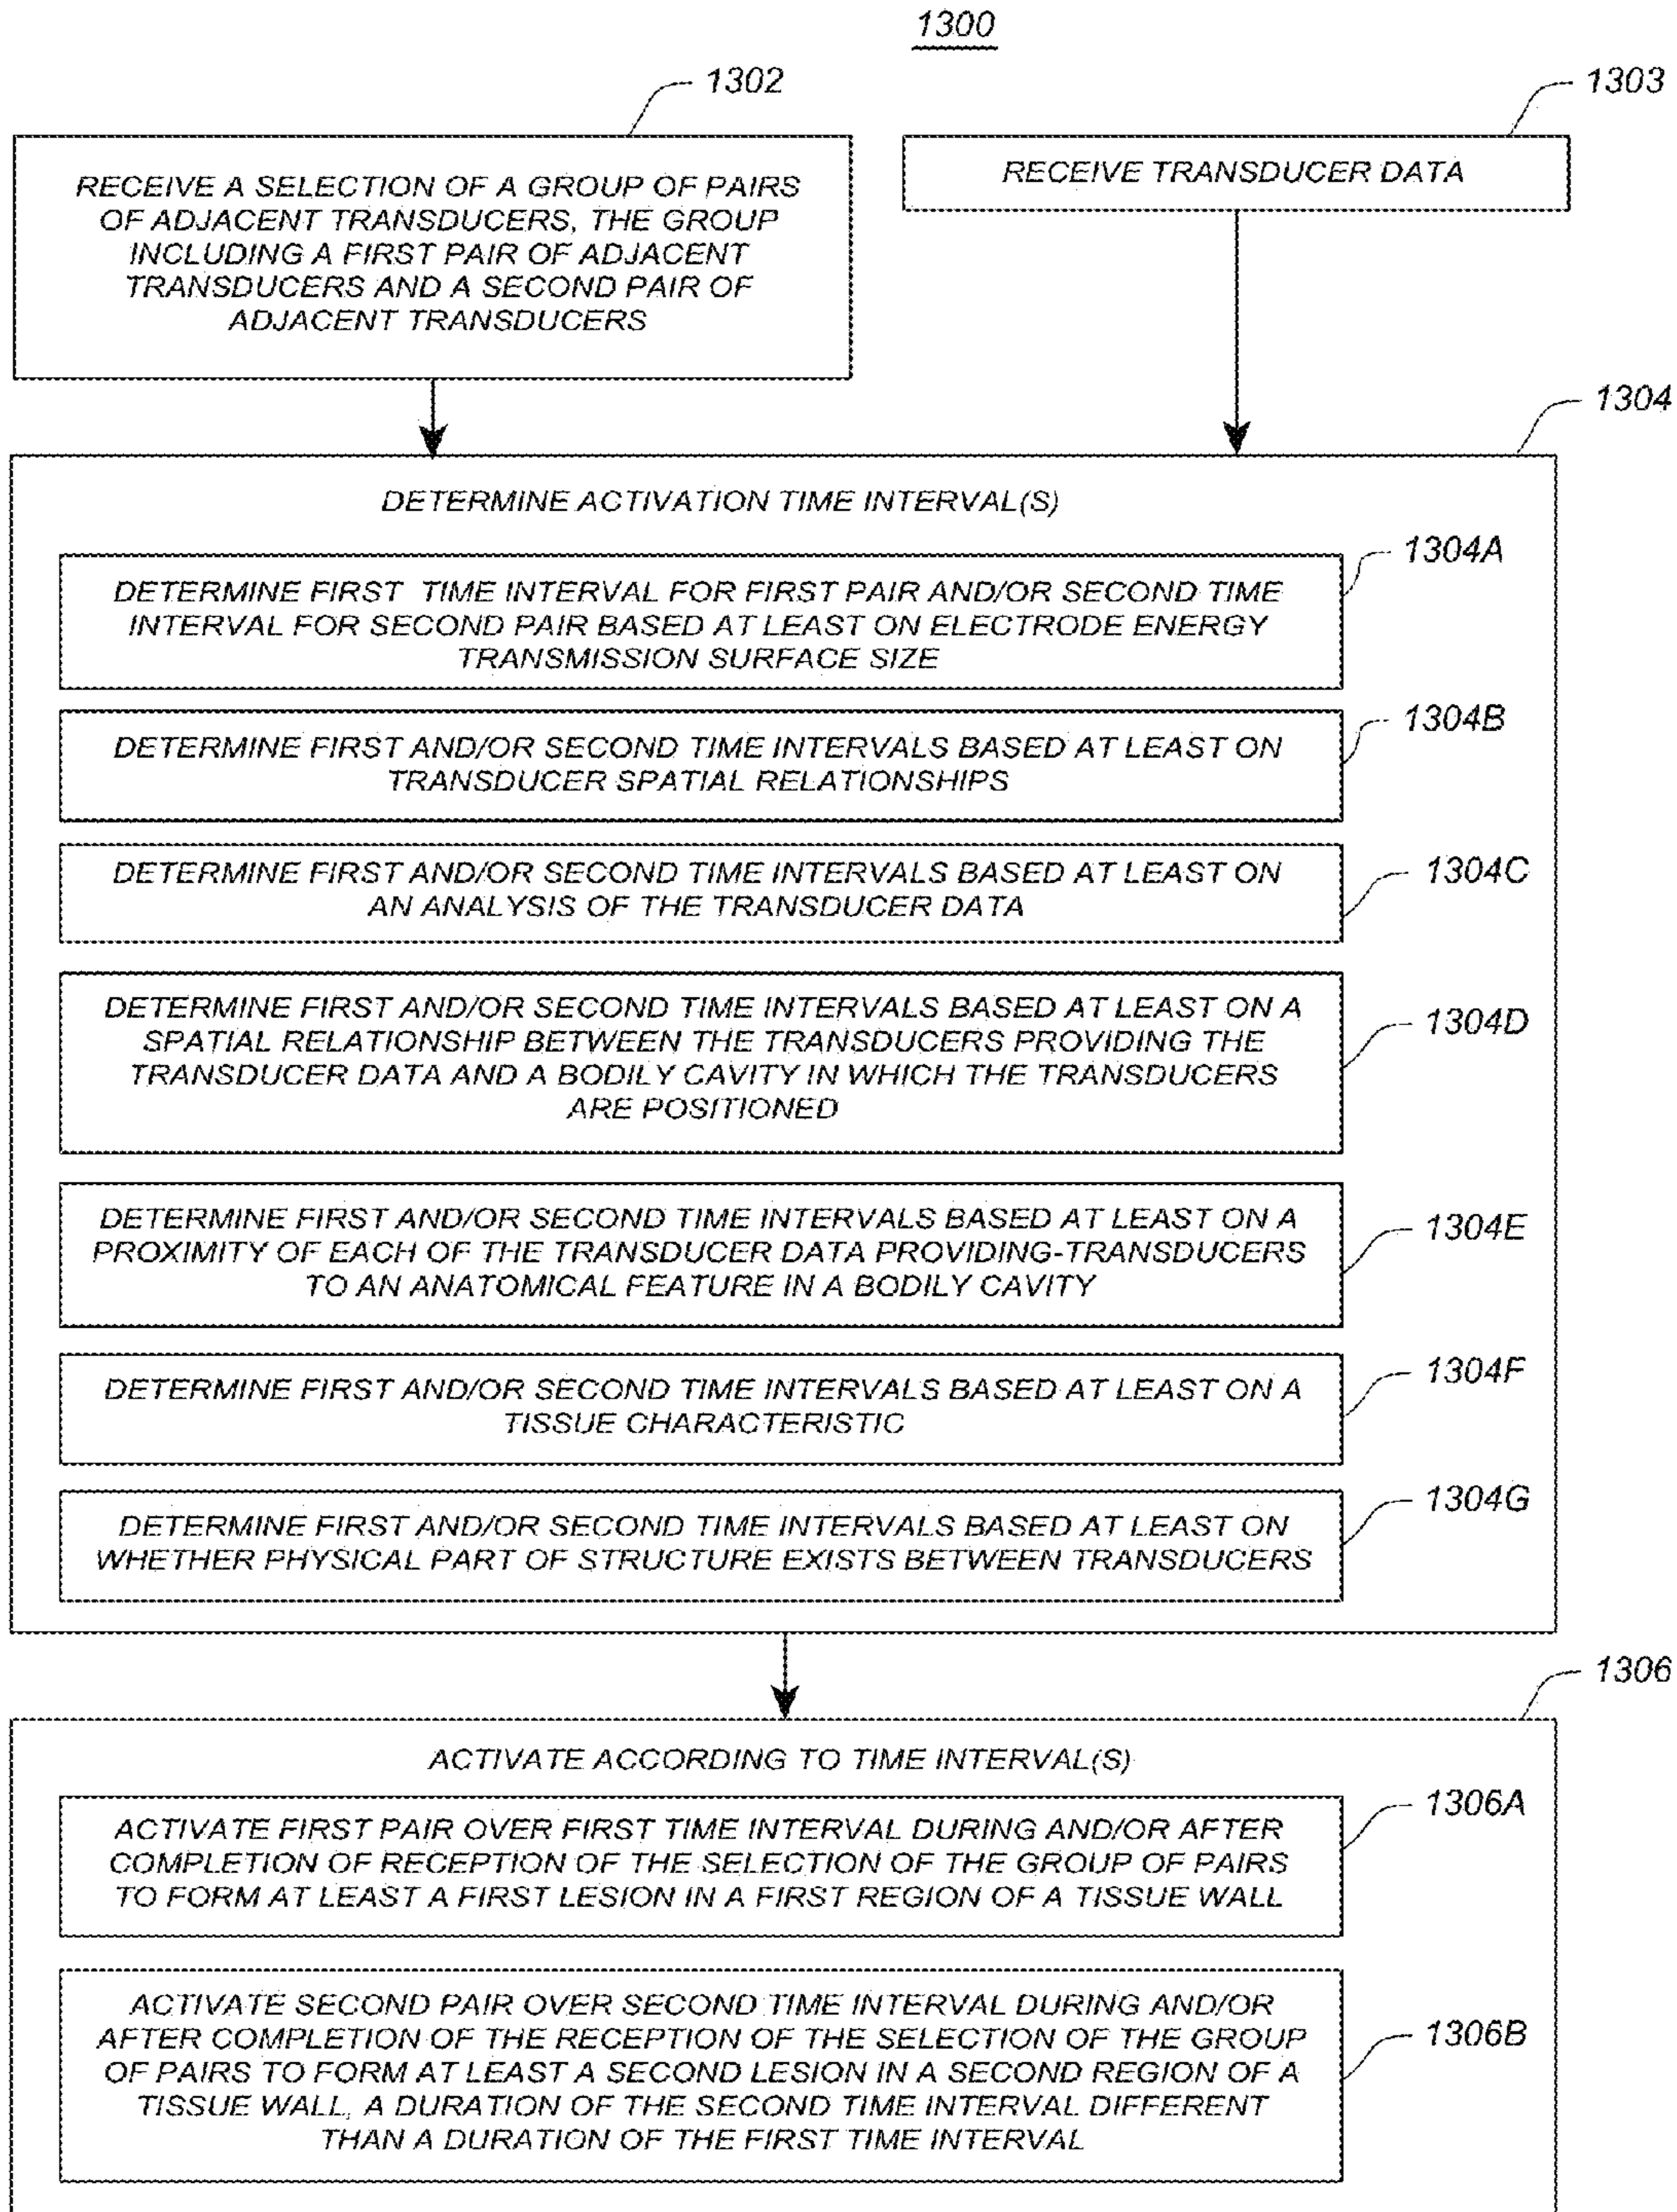 1300
1302
1303
RECEIVE A SELECTION OF A GROUP OF PAIRS
OF ADJACENT TRANSDUCERS, THE GROUP
INCLUDING A FIRST PAIR OF ADJACENT
TRANSDUCERS AND A SECOND PAIR OF
ADJACENT TRANSDUCERS
RECEIVE TRANSDUCER DATA
1304
DETERMINE ACTIVATION TIME INTERVAL(S)
1304A
DETERMINE FIRST TIME INTERVAL FOR FIRST PAIR AND/OR SECOND TIME
INTERVAL FOR SECOND PAIR BASED AT LEAST ON ELECTRODE ENERGY
TRANSMISSION SURFACE SIZE
1304B
DETERMINE FIRST AND/OR SECOND TIME INTERVALS BASED AT LEAST ON
TRANSDUCER SPATIAL RELATIONSHIPS
1304C
DETERMINE FIRST AND/OR SECOND TIME INTERVALS BASED AT LEAST ON
AN ANALYSIS OF THE TRANSDUCER DATA
1304D
DETERMINE FIRST AND/OR SECOND TIME INTERVALS BASED AT LEAST ON A
SPATIAL RELATIONSHIP BETWEEN THE TRANSDUCERS PROVIDING THE
TRANSDUCER DATA AND A BODILY CAVITY IN WHICH THE TRANSDUCERS
ARE POSITIONED
1304E
DETERMINE FIRST AND/OR SECOND TIME INTERVALS BASED AT LEAST ON A
PROXIMITY OF EACH OF THE TRANSDUCER DATA PROVIDING-TRANSDUCERS
TO AN ANATOMICAL FEATURE IN A BODILY CAVITY
1304F
DETERMINE FIRST AND/OR SECOND TIME INTERVALS BASED AT LEAST ON A
TISSUE CHARACTERISTIC
1304G
DETERMINE FIRST AND/OR SECOND TIME INTERVALS BASED AT LEAST ON
WHETHER PHYSICAL PART OF STRUCTURE EXISTS BETWEEN TRANSDUCERS
1306
ACTIVATE ACCORDING TO TIME INTERVAL(S)
1306A
ACTIVATE FIRST PAIR OVER FIRST TIME INTERVAL DURING AND/OR AFTER
COMPLETION OF RECEPTION OF THE SELECTION OF THE GROUP OF PAIRS
TO FORM AT LEAST A FIRST LESION IN A FIRST REGION OF A TISSUE WALL
1306B
ACTIVATE SECOND PAIR OVER SECOND TIME INTERVAL DURING AND/OR
AFTER COMPLETION OF THE RECEPTION OF THE SELECTION OF THE GROUP
OF PAIRS TO FORM AT LEAST A SECOND LESION IN A SECOND REGION OF A
TISSUE WALL, A DURATION OF THE SECOND TIME INTERVAL DIFFERENT
THAN A DURATION OF THE FIRST TIME INTERVAL